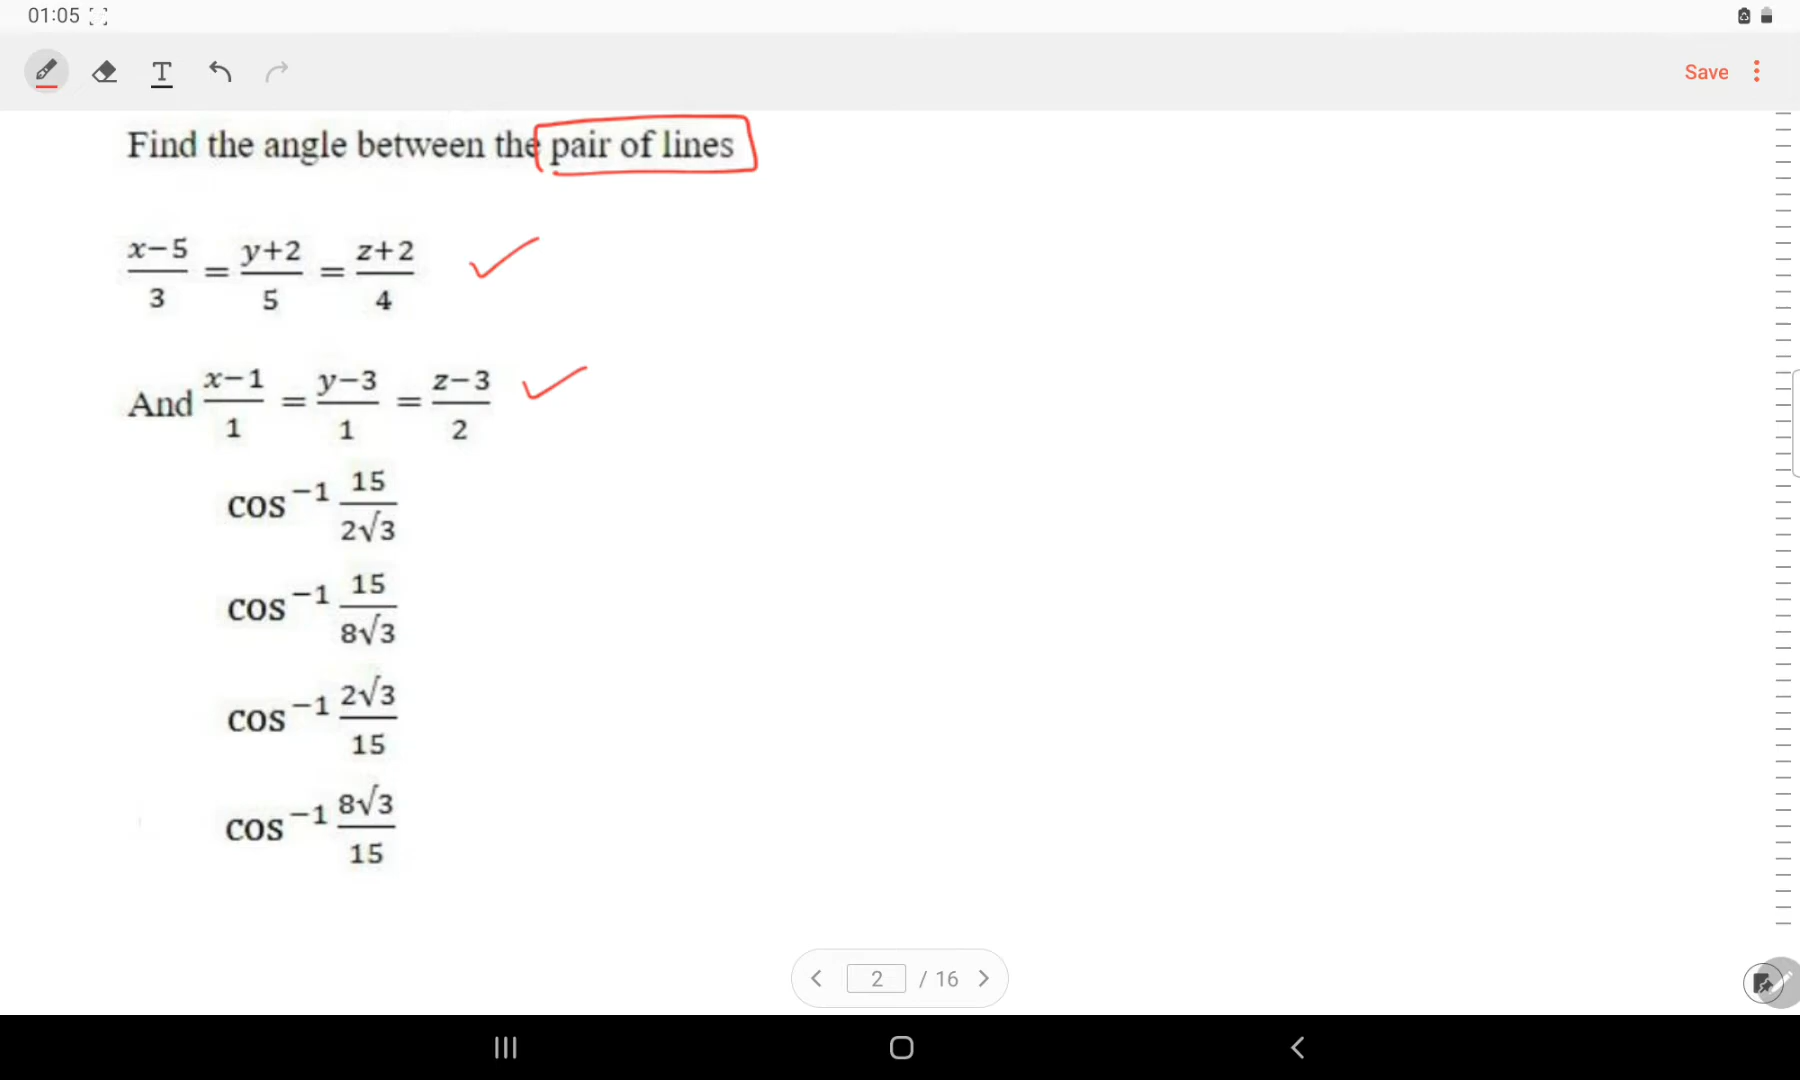 01:05
Save
Find the angle between the pair of lines
x−5/3 = y+2/5 = z+2/4
And x−1/1 = y−3/1 = z−3/2
cos⁻¹ 15/2√3
cos⁻¹ 15/8√3
cos⁻¹ 2√3/15
cos⁻¹ 8√3/15
2 / 16